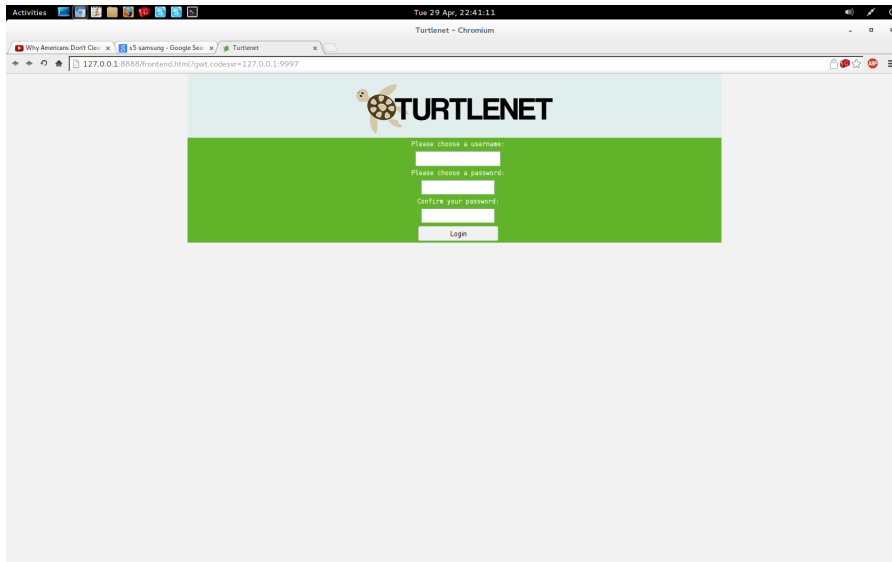 Activities
Tue 29 Apr, 22:41:11
Turtlenet - Chromium
Why Americans Don't Cu
s5 samsung - Google Sea
Turtlenet
127.0.0.1:8888/frontend.html?gwt.codesvr=127.0.0.1:9997
ABP
TURTLENET
Please choose a username:
Please choose a password:
Confirm your password:
Login